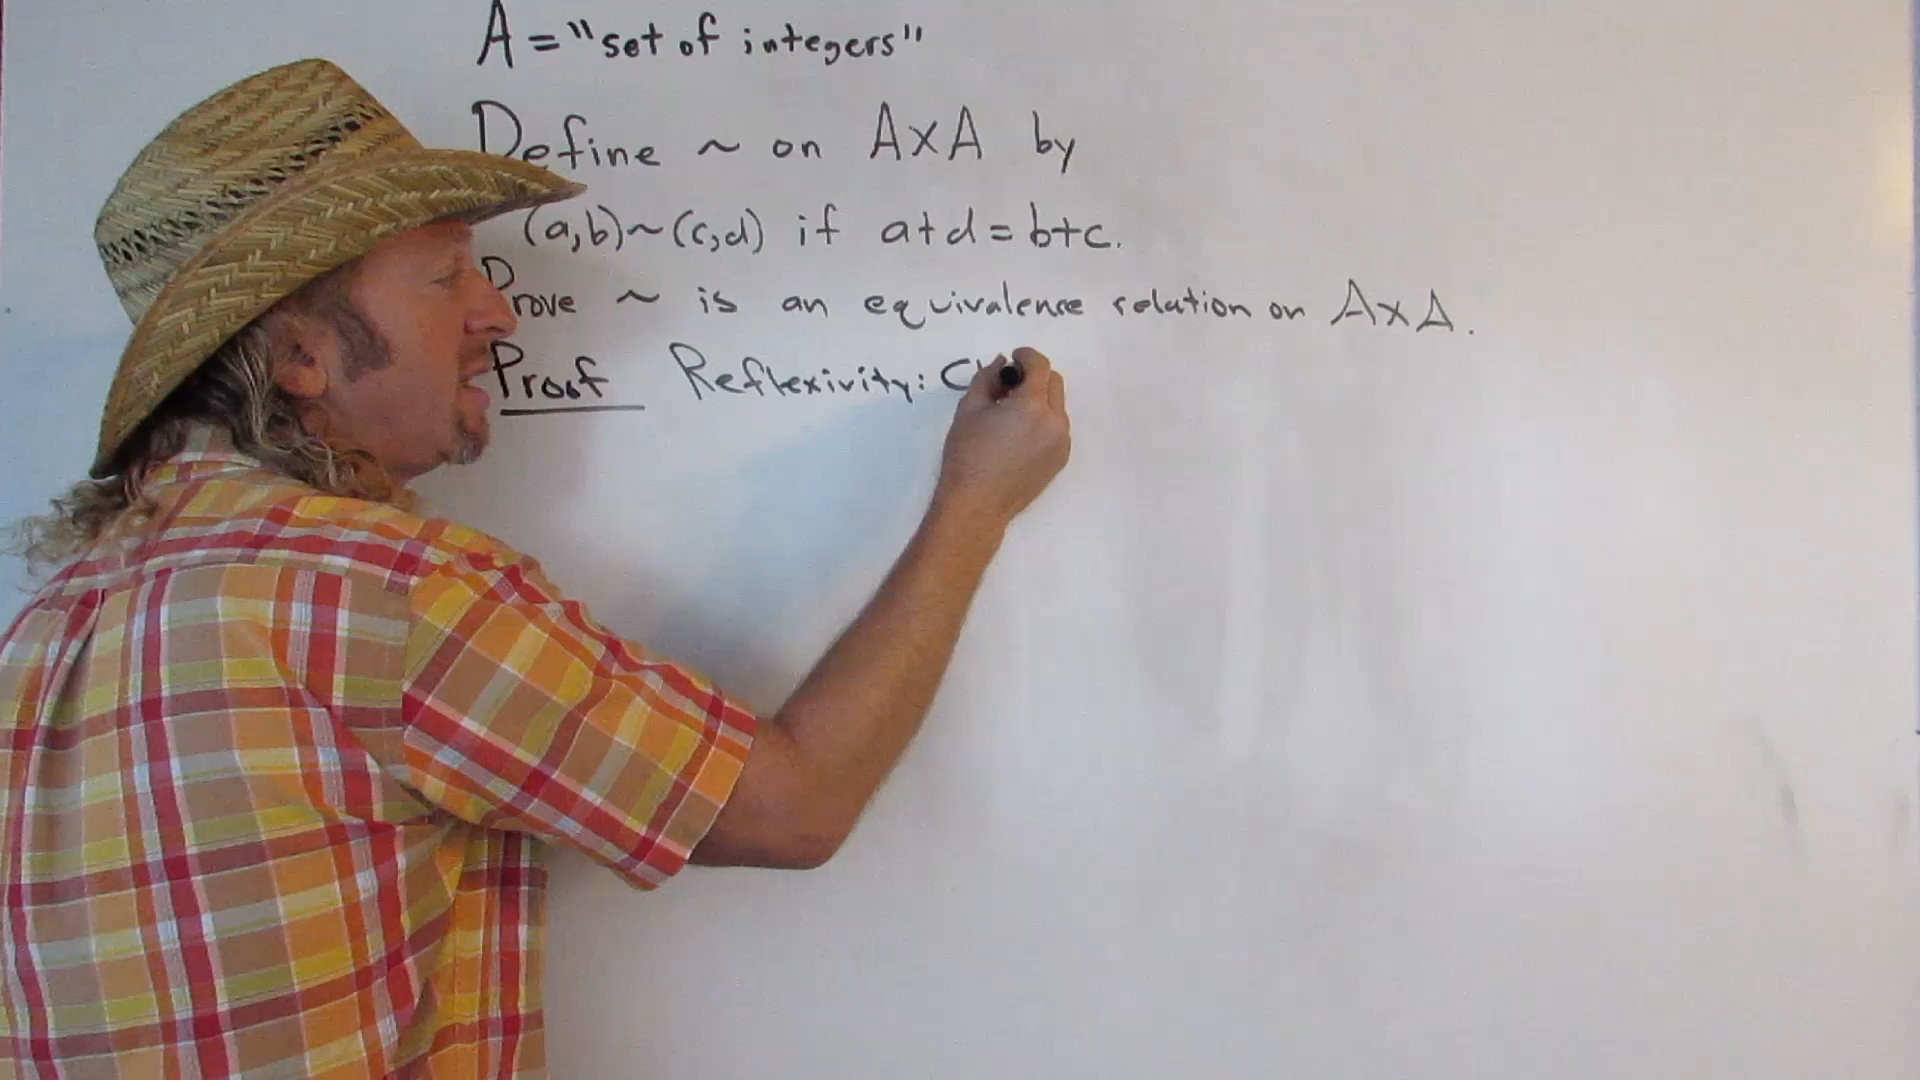 A = "set of integers"
Define ~ on A×A by
(a,b)~(c,d) if a+d=b+c.
Prove ~ is an equivalence relation on A×A.
Proof Reflexivity: